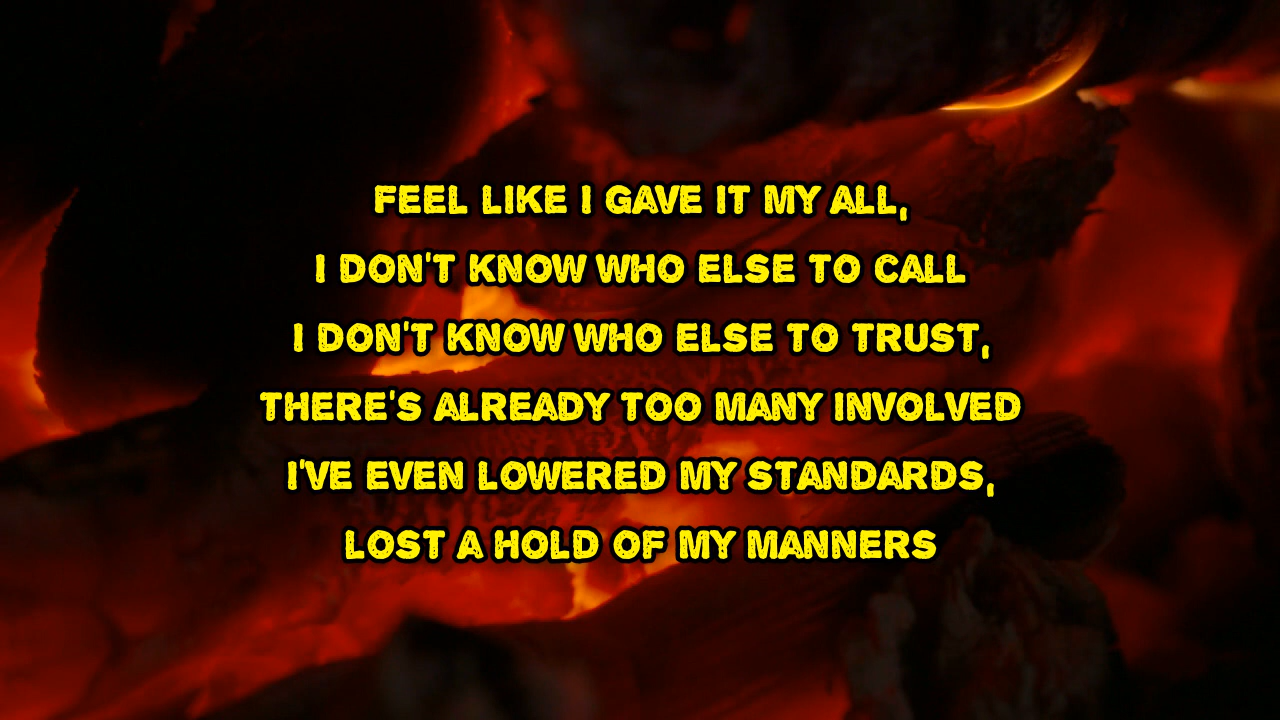 FEEL LIKE I GAVE IT MY ALL,
I DON'T KNOW WHO ELSE TO CALL
I DON'T KNOW WHO ELSE TO TRUST,
THERE'S ALREADY TOO MANY INVOLVED
I'VE EVEN LOWERED MY STANDARDS,
LOST A HOLD OF MY MANNERS